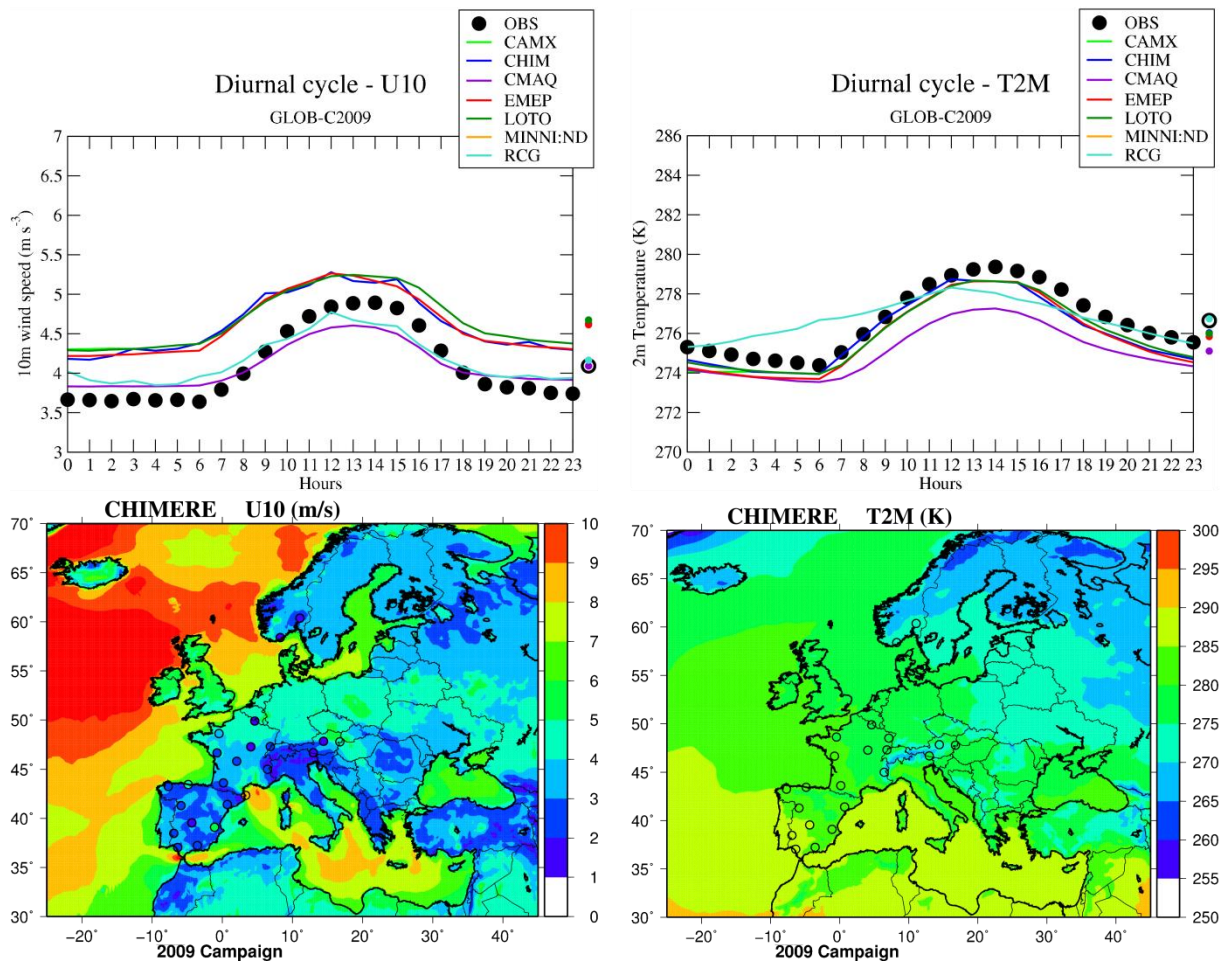 OBS
CAMX
CHIM
CMAQ
EMEP
LOTO
MINNI:ND
RCG
Diurnal cycle - U10
GLOB-C2009
10m wind speed (m s⁻³)
7
6.5
6
5.5
5
4.5
4
3.5
3
0 1 2 3 4 5 6 7 8 9 10 11 12 13 14 15 16 17 18 19 20 21 22 23
Hours
OBS
CAMX
CHIM
CMAQ
EMEP
LOTO
MINNI:ND
RCG
Diurnal cycle - T2M
GLOB-C2009
2m Temperature (K)
286
284
282
280
278
276
274
272
270
0 1 2 3 4 5 6 7 8 9 10 11 12 13 14 15 16 17 18 19 20 21 22 23
Hours
CHIMERE U10 (m/s)
70˚
65˚
60˚
55˚
50˚
45˚
40˚
35˚
30˚
−20˚ −10˚ 0˚ 10˚ 20˚ 30˚ 40˚
2009 Campaign
10
9
8
7
6
5
4
3
2
1
0
CHIMERE T2M (K)
70˚
65˚
60˚
55˚
50˚
45˚
40˚
35˚
30˚
−20˚ −10˚ 0˚ 10˚ 20˚ 30˚ 40˚
2009 Campaign
300
295
290
285
280
275
270
265
260
255
250